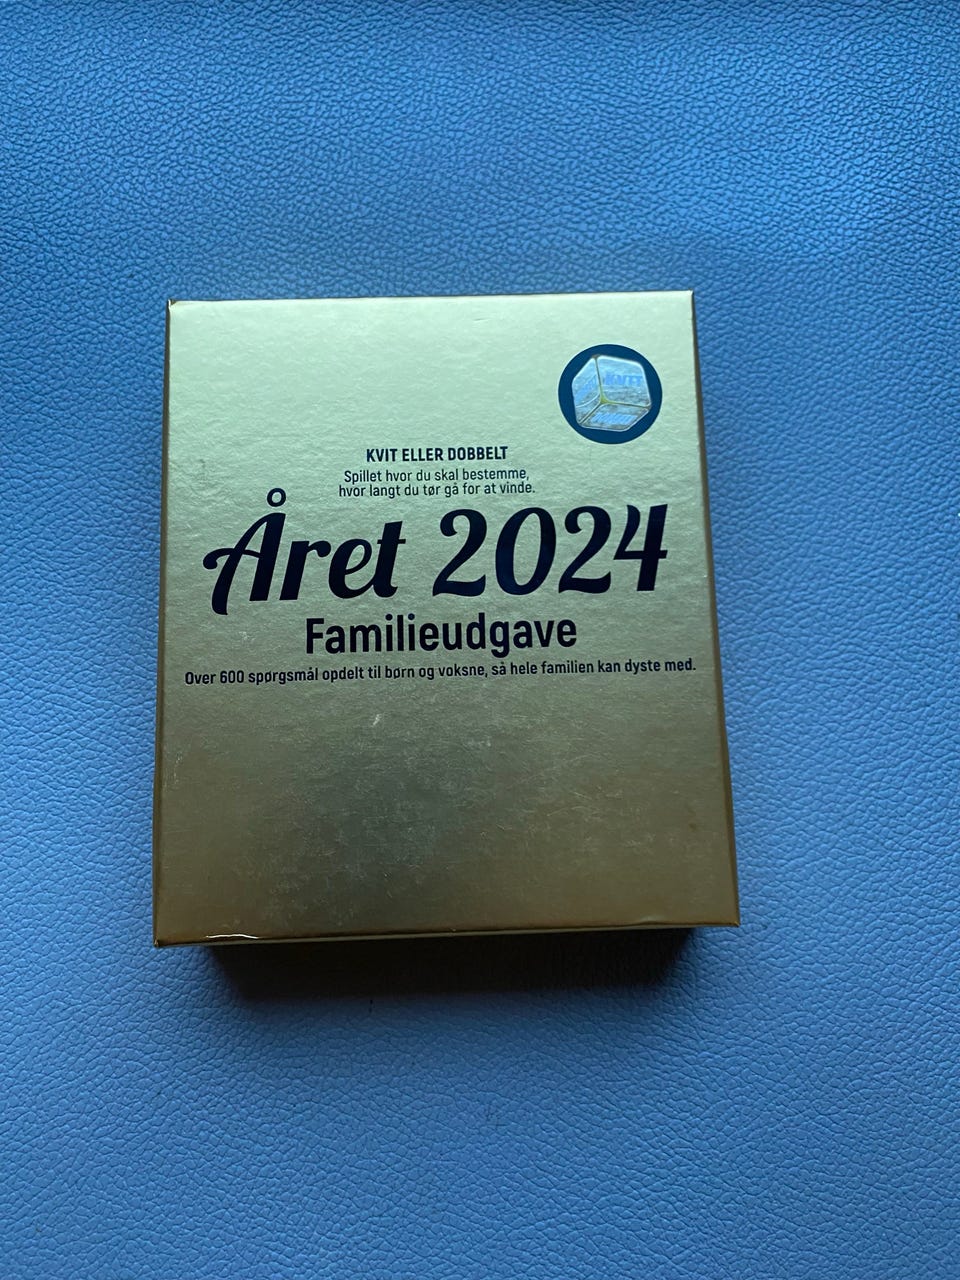 KVIT
KVIT ELLER DOBBELT
Spillet hvor du skal bestemme,
hvor langt du tør gå for at vinde.
Året 2024
Familieudgave
Over 600 spørgsmål opdelt til børn og voksne, så hele familien kan dyste med.